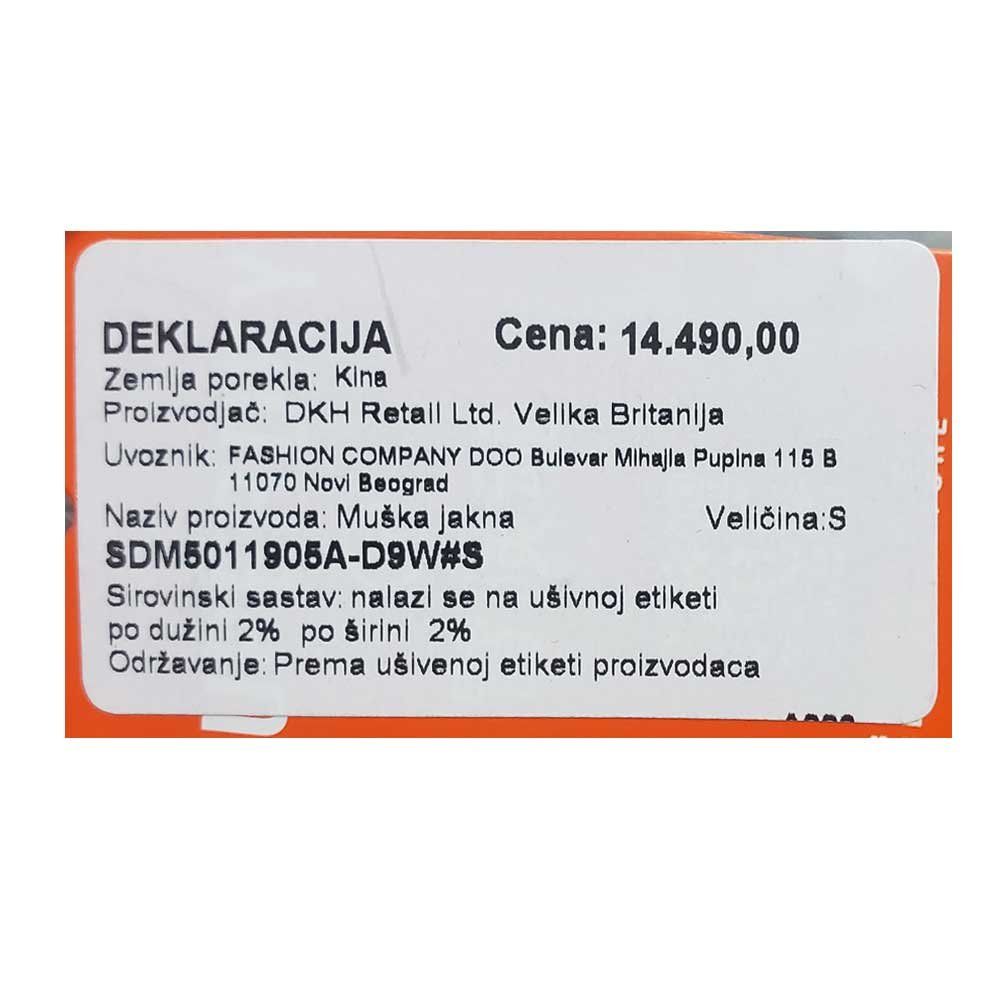 DEKLARACIJA Cena: 14.490,00
Zemlja porekla: Kina
Proizvodjač: DKH Retail Ltd. Velika Britanija
Uvoznik: FASHION COMPANY DOO Bulevar Mihajla Pupina 115 B
11070 Novi Beograd
Naziv proizvoda: Muška jakna Veličina:S
SDM5011905A-D9W#S
Sirovinski sastav: nalazi se na ušivnoj etiketi
po dužini 2% po širini 2%
Održavanje: Prema ušivenoj etiketi proizvodaca